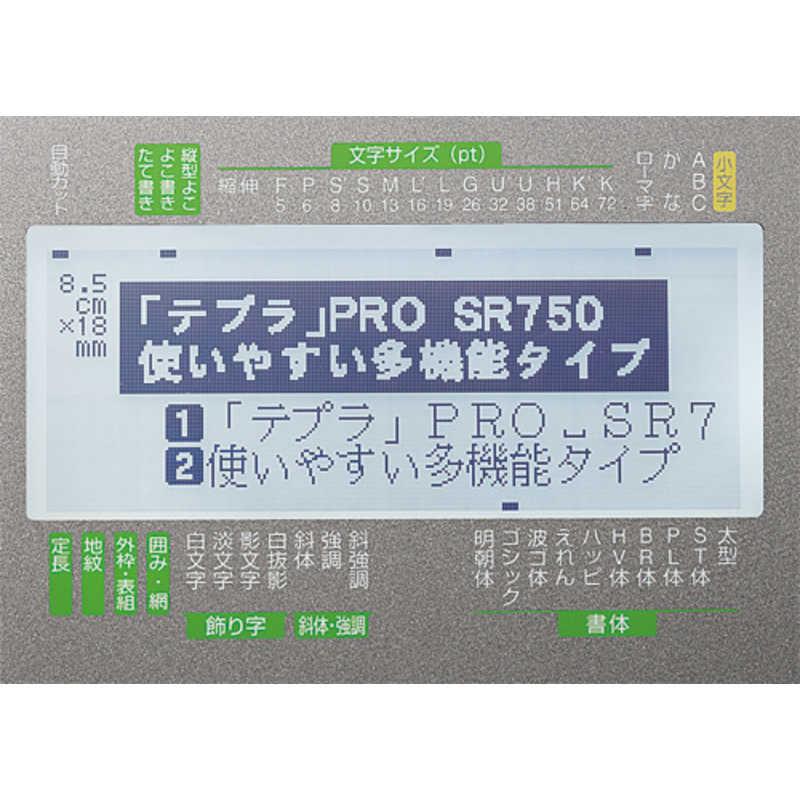 文字サイズ (pt)
自動カット
縦型よこ
よこ書き
たて書き
縮 伸 F P S' S M L' L G U' U H K' K
5 6 8 10 13 16 19 26 32 38 51 64 72
ローマ字
かな
ABC
小文字
8.5
cm
×18
mm
「テプラ」PRO SR750
使いやすい多機能タイプ
1「テプラ」PRO␣SR7
2使いやすい多機能タイプ
定長
地紋
外枠・表組
囲み・網
白文字
淡文字
影文字
白抜影
斜体
強調
斜強調
飾り字
斜体・強調
明朝体
ゴシック
波ゴ体
えれん
ハッピ
HV体
BR体
PL体
ST体
太型
書体